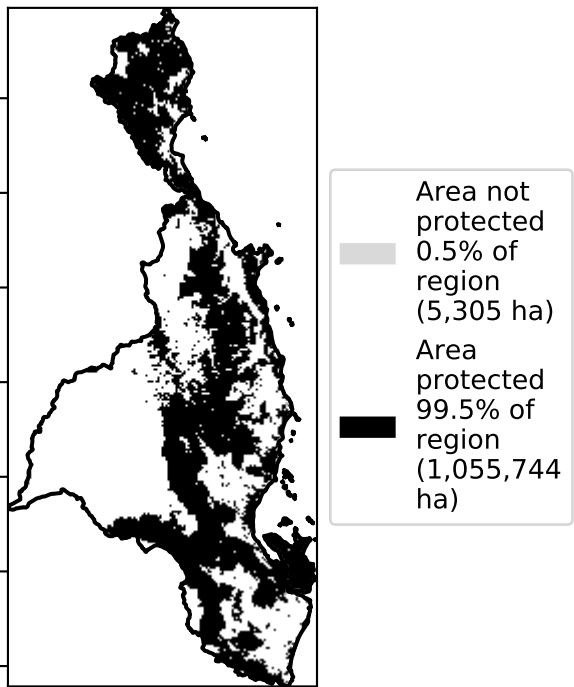 Area not
protected
0.5% of
region
(5,305 ha)
Area
protected
99.5% of
region
(1,055,744
ha)